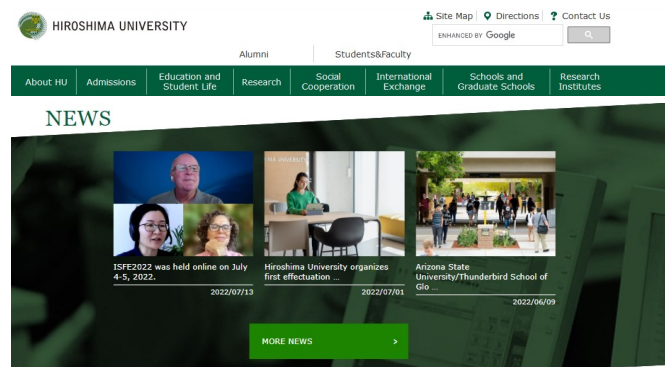 HIROSHIMA UNIVERSITY
Site Map
Directions
? Contact Us
ENHANCED BY Google
Alumni
Students&Faculty
About HU
Admissions
Education and
Student Life
Research
Social
Cooperation
International
Exchange
Schools and
Graduate Schools
Research
Institutes
NEWS
ISFE2022 was held online on July
4-5, 2022.
2022/07/13
Hiroshima University organizes
first effectuation ...
2022/07/01
Arizona State
University/Thunderbird School of
Glo ...
2022/06/09
MORE NEWS >